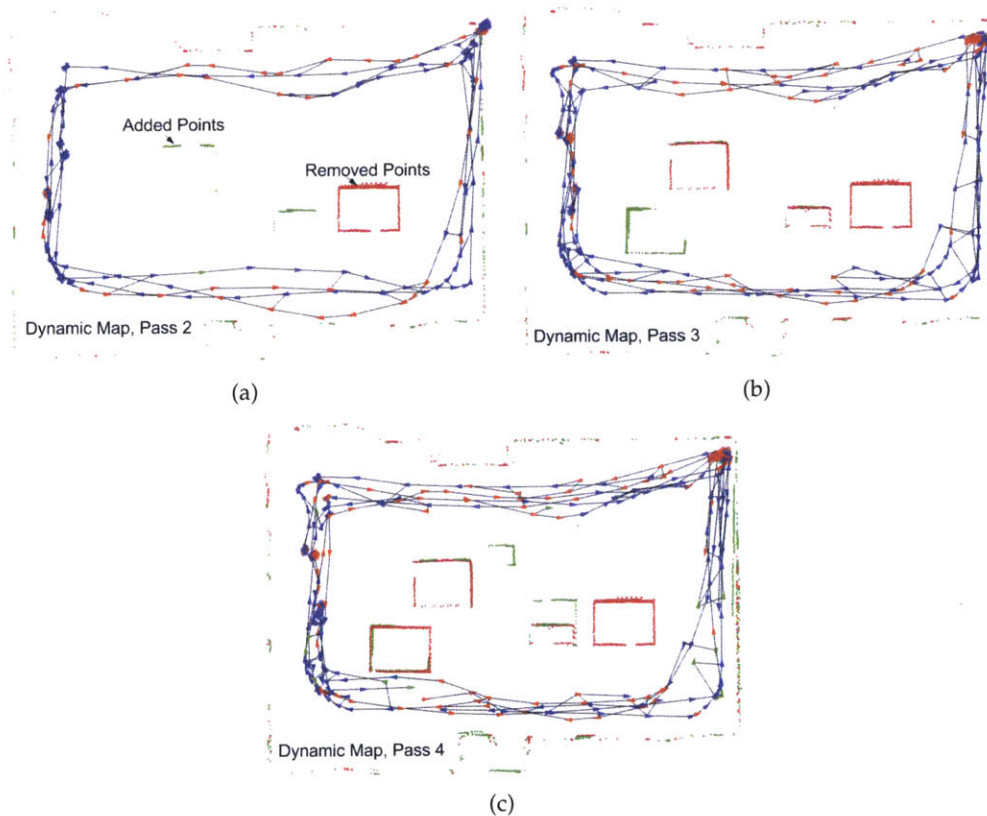 Added Points
Removed Points
Dynamic Map, Pass 2
(a)
Dynamic Map, Pass 3
(b)
Dynamic Map, Pass 4
(c)